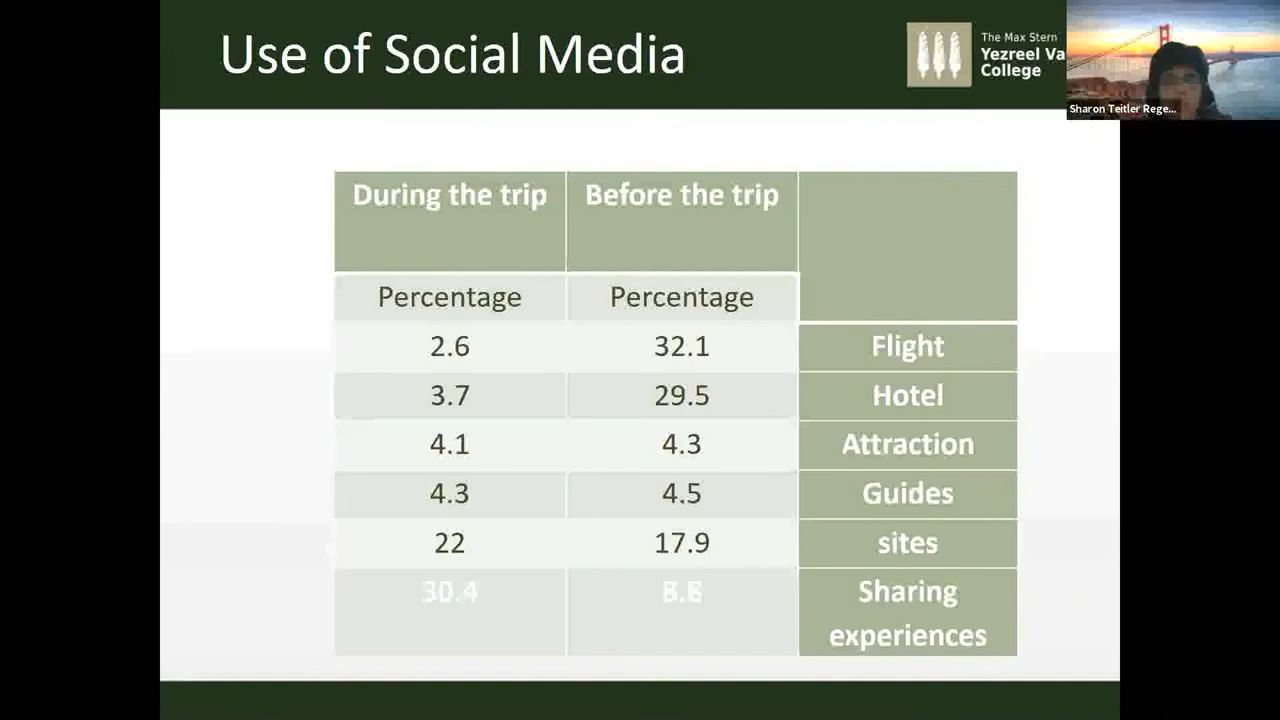 Use of Social Media
The Max Stern
Yezreel Va
College
Sharon Teitler Rege...
During the trip Before the trip
Percentage Percentage
2.6 32.1 Flight
3.7 29.5 Hotel
4.1 4.3 Attraction
4.3 4.5 Guides
22 17.9 sites
30.4 Sharing
experiences